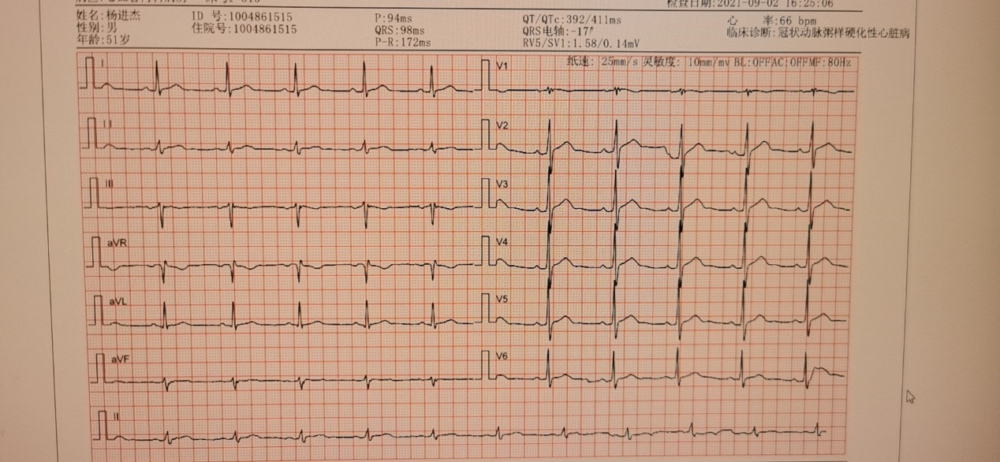 检查日期:2021-09-02 16:25:06
姓名:杨进杰 ID 号:1004861515 P:94ms QT/QTc:392/411ms 心 率:66 bpm
性别:男 住院号:1004861515 QRS:98ms QRS电轴:-17° 临床诊断:冠状动脉粥样硬化性心脏病
年龄:51岁 P-R:172ms RV5/SV1:1.58/0.14mV
纸速: 25mm/s 灵敏度: 10mm/mv BL:OFF AC:OFF MF:80Hz
I V1
II V2
III V3
aVR V4
aVL V5
aVF V6
II